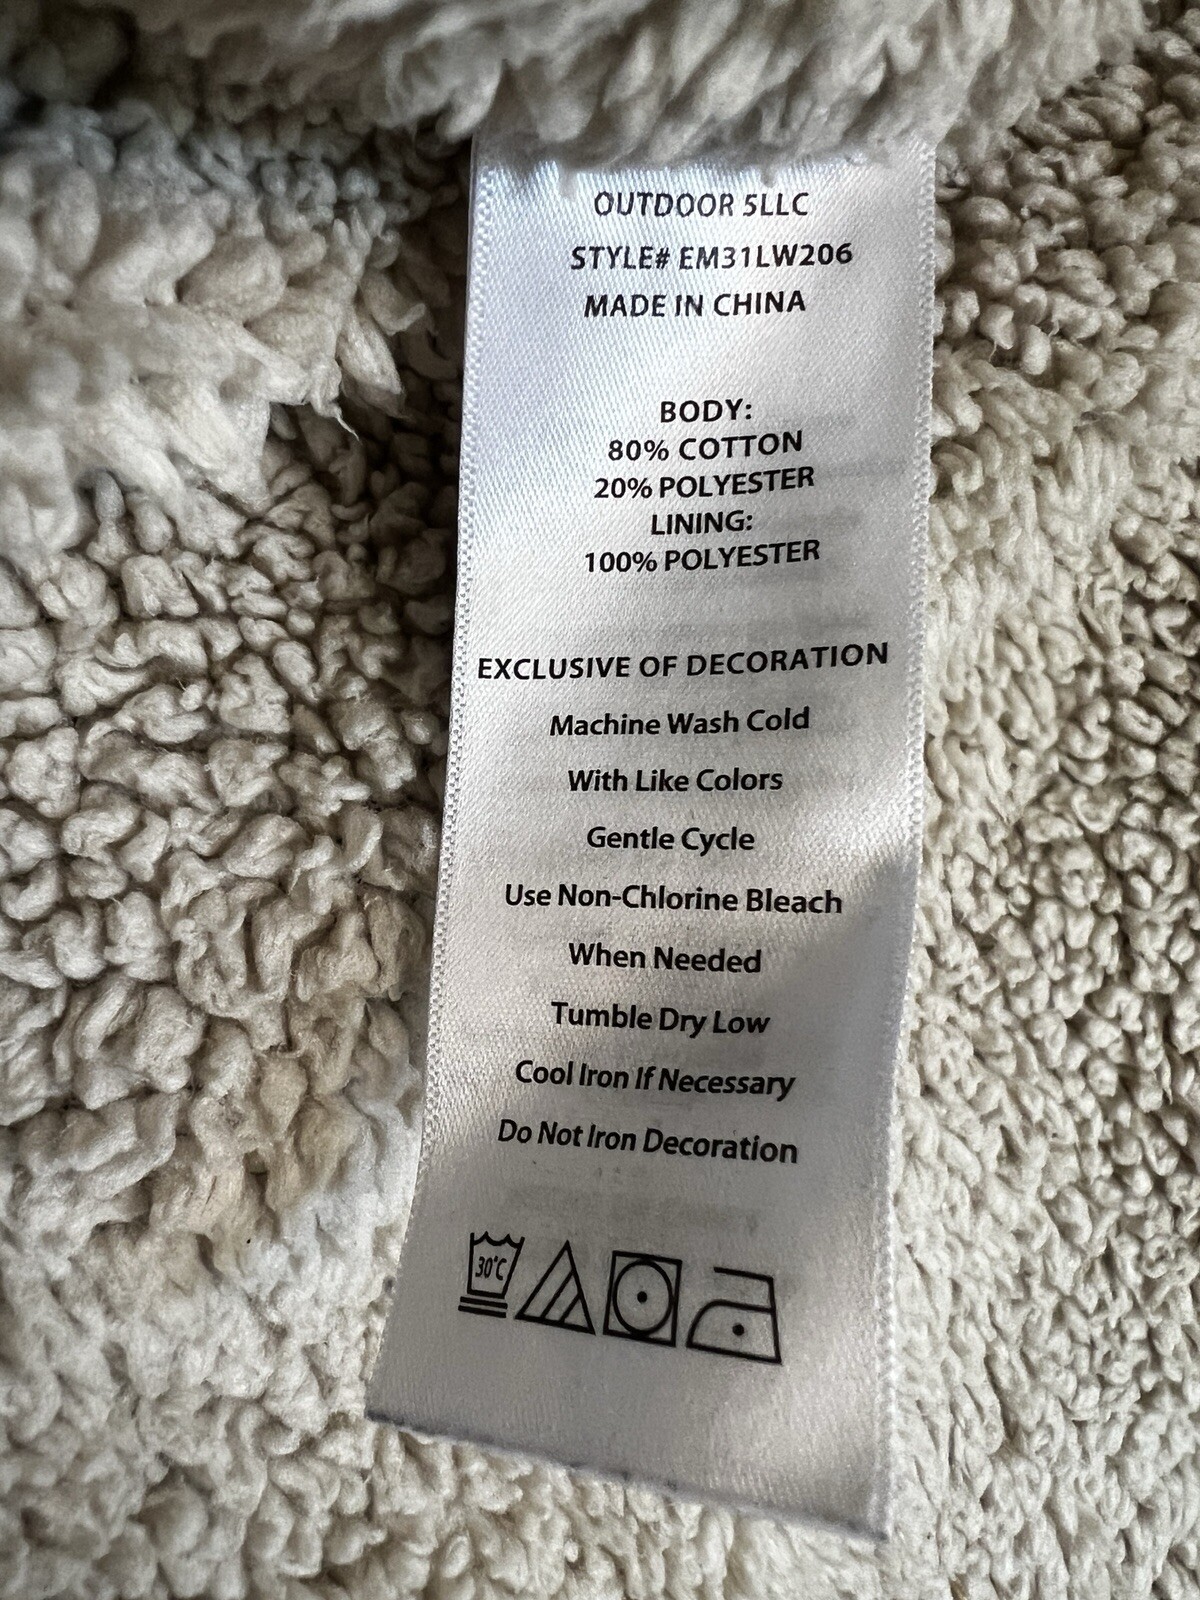 OUTDOOR 5LLC
STYLE# EM31LW206
MADE IN CHINA
BODY:
80% COTTON
20% POLYESTER
LINING:
100% POLYESTER
EXCLUSIVE OF DECORATION
Machine Wash Cold
With Like Colors
Gentle Cycle
Use Non-Chlorine Bleach
When Needed
Tumble Dry Low
Cool Iron If Necessary
Do Not Iron Decoration
30°C